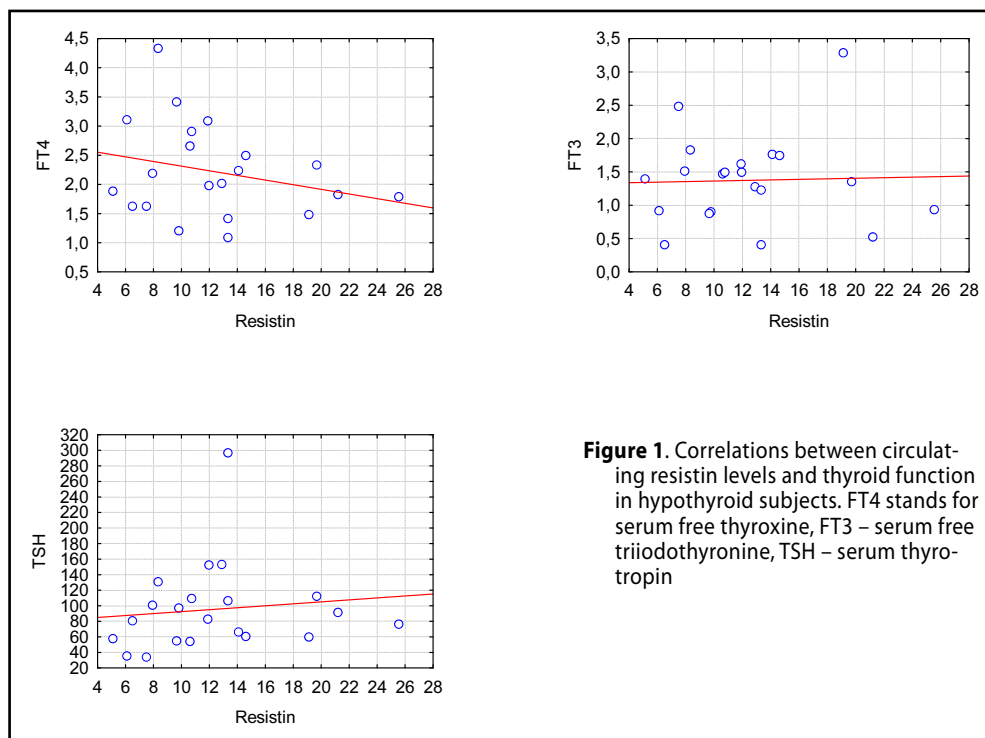 4,5
4,0
3,5
3,0
2,5
2,0
1,5
1,0
0,5
FT4
4 6 8 10 12 14 16 18 20 22 24 26 28
Resistin
3,5
3,0
2,5
2,0
1,5
1,0
0,5
0,0
FT3
4 6 8 10 12 14 16 18 20 22 24 26 28
Resistin
320
300
280
260
240
220
200
180
160
140
120
100
80
60
40
20
TSH
4 6 8 10 12 14 16 18 20 22 24 26 28
Resistin
Figure 1. Correlations between circulat-
ing resistin levels and thyroid function
in hypothyroid subjects. FT4 stands for
serum free thyroxine, FT3 – serum free
triiodothyronine, TSH – serum thyro-
tropin